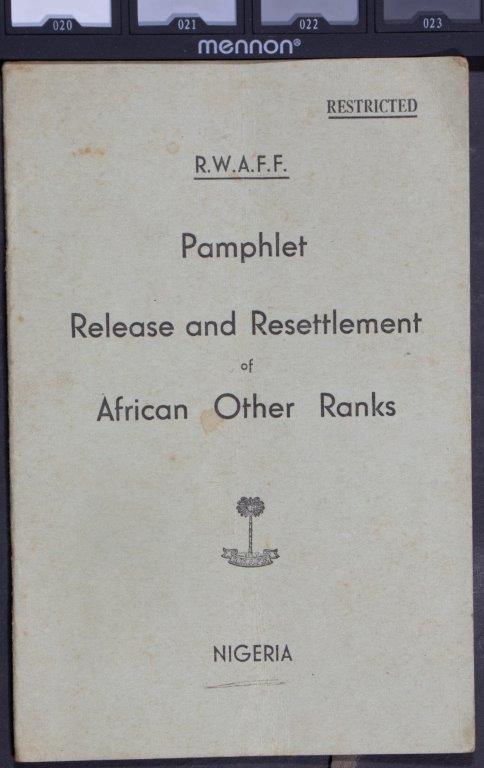 020 021 022 023
mennon®
RESTRICTED
R.W.A.F.F.
Pamphlet
Release and Resettlement
of
African Other Ranks
NIGERIA